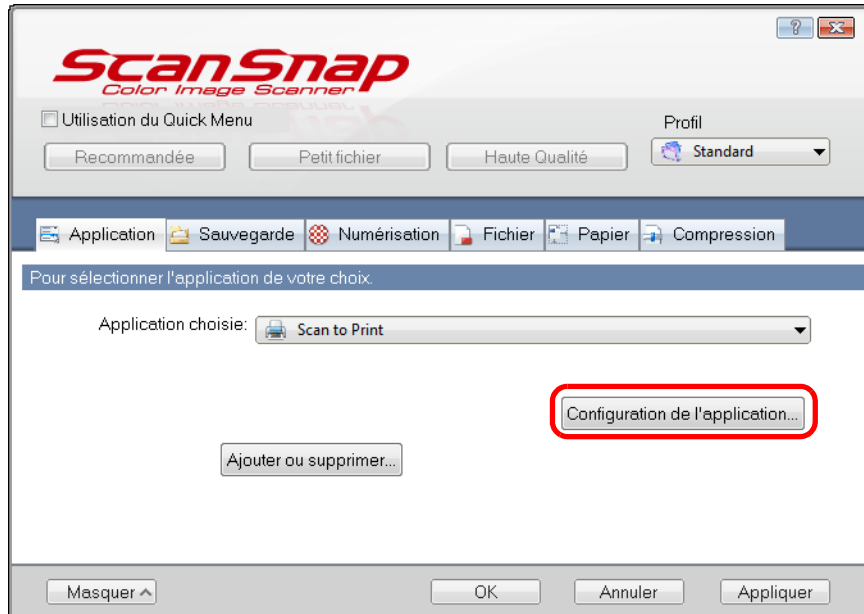 ScanSnap
Color Image Scanner
Utilisation du Quick Menu
Profil
Recommandée Petit fichier Haute Qualité Standard
Application Sauvegarde Numérisation Fichier Papier Compression
Pour sélectionner l'application de votre choix.
Application choisie: Scan to Print
Configuration de l'application...
Ajouter ou supprimer...
Masquer OK Annuler Appliquer